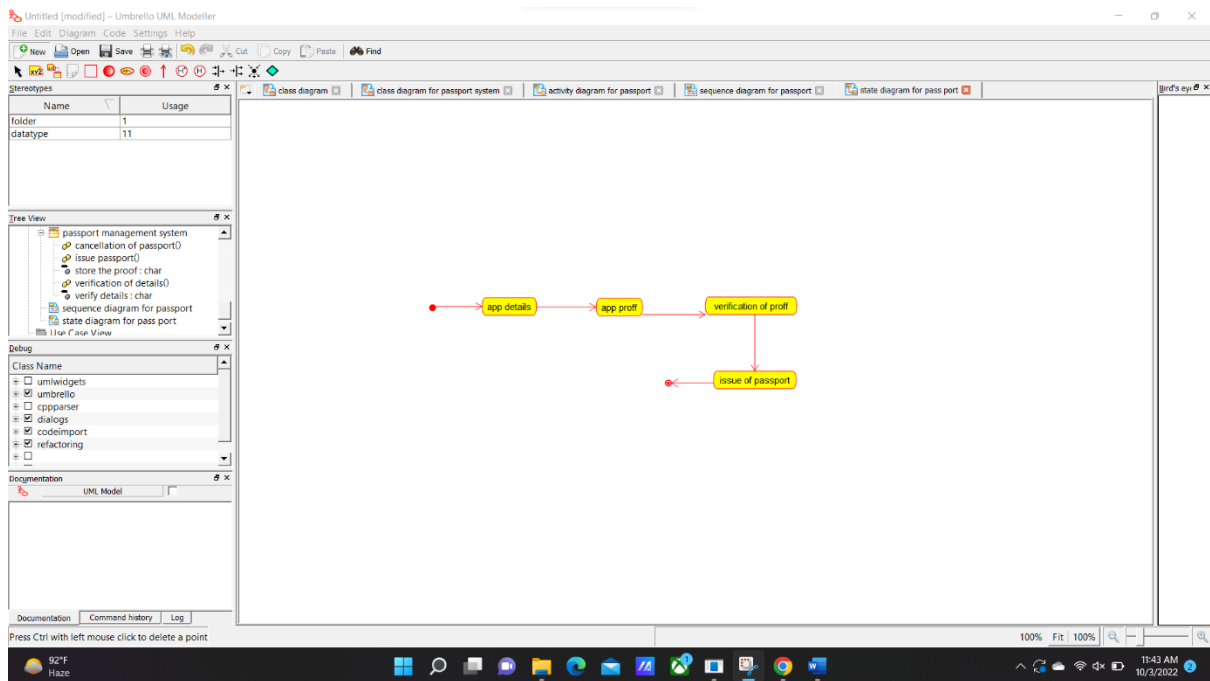 Untitled [modified] – Umbrello UML Modeller
File Edit Diagram Code Settings Help
New Open Save Cut Copy Paste Find
Stereotypes
Name Usage
folder 1
datatype 11
class diagram class diagram for passport system activity diagram for passport sequence diagram for passport state diagram for pass port
Bird's eye
Tree View
passport management system
cancellation of passport()
issue passport()
store the proof : char
verification of details()
verify details : char
sequence diagram for passport
state diagram for pass port
Use Case View
app details app proff verification of proff
issue of passport
Debug
Class Name
umlwidgets
umbrello
cppparser
dialogs
codeimport
refactoring
Documentation
UML Model
Documentation Command history Log
Press Ctrl with left mouse click to delete a point
100% Fit 100%
92°F
Haze
11:43 AM
10/3/2022
2